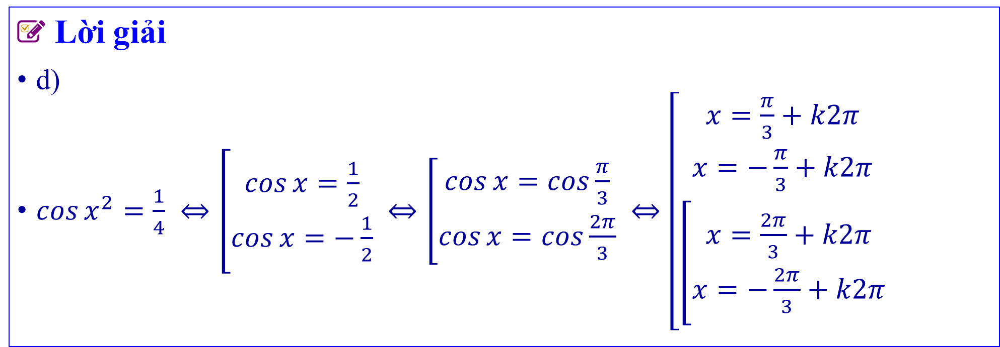 Lời giải
• d)
• cos x² = 1/4 ⇔ [ cos x = 1/2 ; cos x = −1/2 ⇔ [ cos x = cos π/3 ; cos x = cos 2π/3 ⇔ [ x = π/3 + k2π ; x = −π/3 + k2π ; [ x = 2π/3 + k2π ; x = −2π/3 + k2π